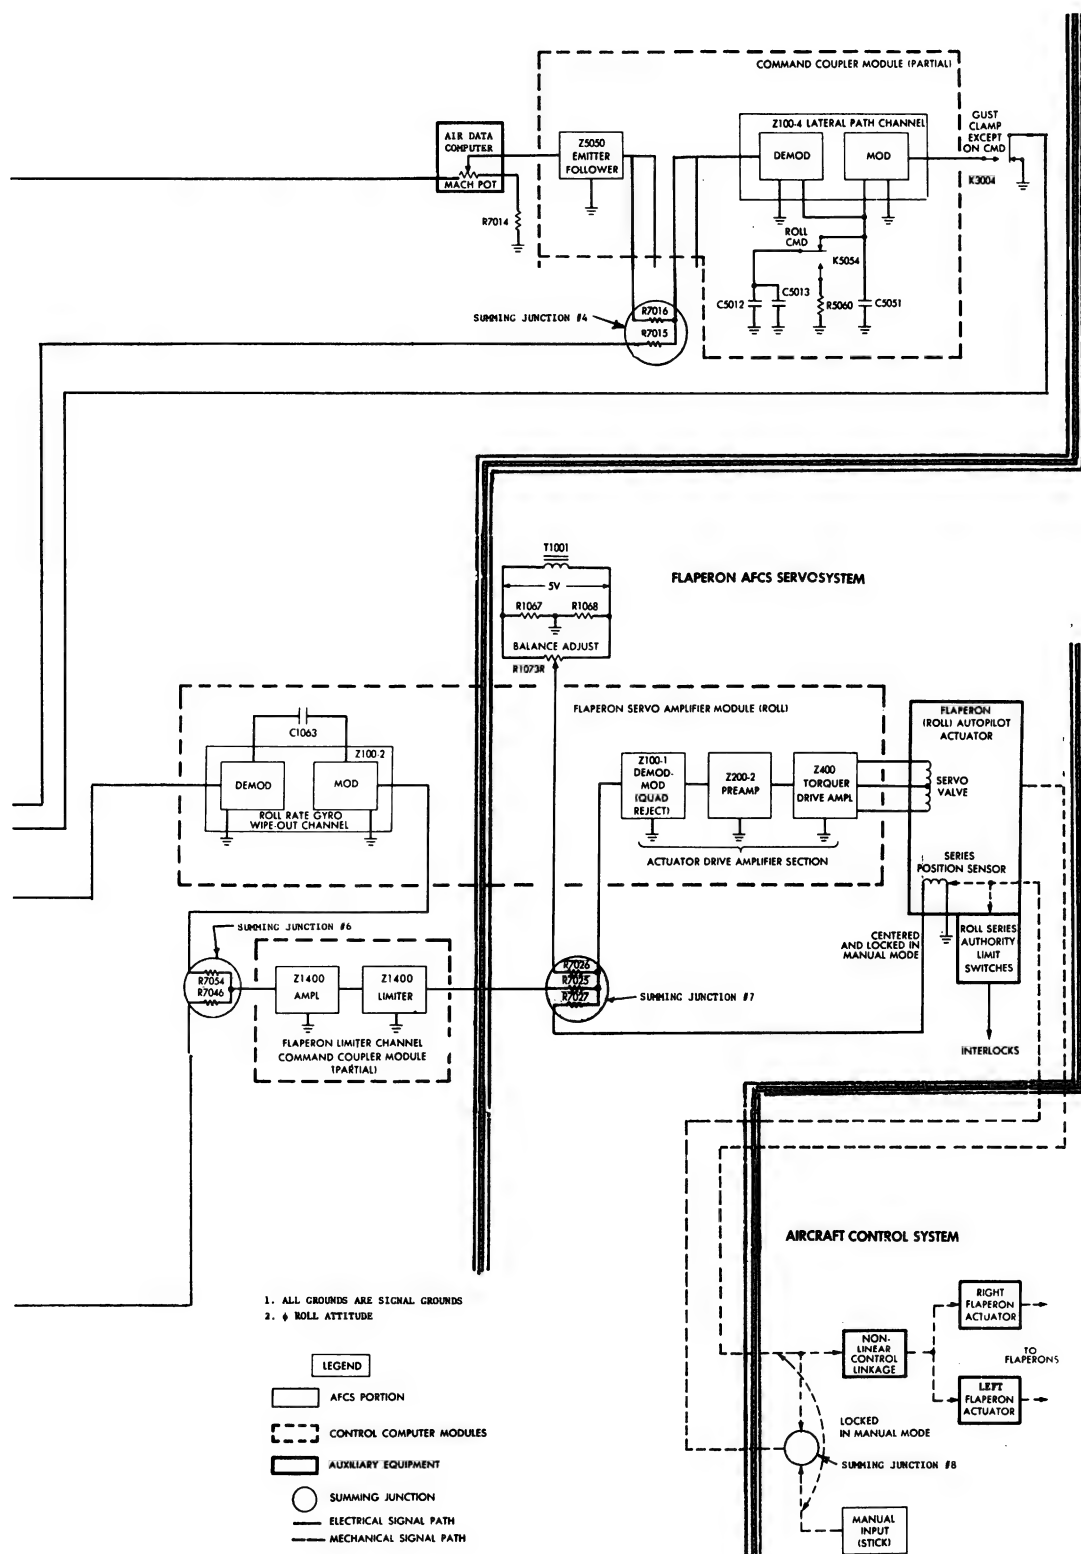 COMMAND COUPLER MODULE (PARTIAL)
AIR DATA
COMPUTER
MACH POT
R7014
Z5050
EMITTER
FOLLOWER
Z100-4 LATERAL PATH CHANNEL
DEMOD
MOD
GUST
CLAMP
EXCEPT
ON CMD
K3004
ROLL
CMD
K5054
C5012
C5013
R5060
C5051
SUMMING JUNCTION #4
R7016
R7015
T1001
5V
R1067
R1068
BALANCE ADJUST
R1073R
FLAPERON AFCS SERVOSYSTEM
FLAPERON SERVO AMPLIFIER MODULE (ROLL)
C1063
Z100-2
DEMOD
MOD
ROLL RATE GYRO
WIPE-OUT CHANNEL
Z100-1
DEMOD-
MOD
(QUAD
REJECT)
Z200-2
PREAMP
Z400
TORQUER
DRIVE AMPL
ACTUATOR DRIVE AMPLIFIER SECTION
FLAPERON
(ROLL) AUTOPILOT
ACTUATOR
SERVO
VALVE
SERIES
POSITION SENSOR
CENTERED
AND LOCKED IN
MANUAL MODE
ROLL SERIES
AUTHORITY
LIMIT
SWITCHES
INTERLOCKS
SUMMING JUNCTION #6
R7054
R7046
Z1400
AMPL
Z1400
LIMITER
FLAPERON LIMITER CHANNEL
COMMAND COUPLER MODULE
(PARTIAL)
R7026
R7025
R7027
SUMMING JUNCTION #7
AIRCRAFT CONTROL SYSTEM
RIGHT
FLAPERON
ACTUATOR
NON-
LINEAR
CONTROL
LINKAGE
TO
FLAPERONS
LEFT
FLAPERON
ACTUATOR
LOCKED
IN MANUAL MODE
SUMMING JUNCTION #8
MANUAL
INPUT
(STICK)
1. ALL GROUNDS ARE SIGNAL GROUNDS
2. ϕ ROLL ATTITUDE
LEGEND
AFCS PORTION
CONTROL COMPUTER MODULES
AUXILIARY EQUIPMENT
SUMMING JUNCTION
ELECTRICAL SIGNAL PATH
MECHANICAL SIGNAL PATH